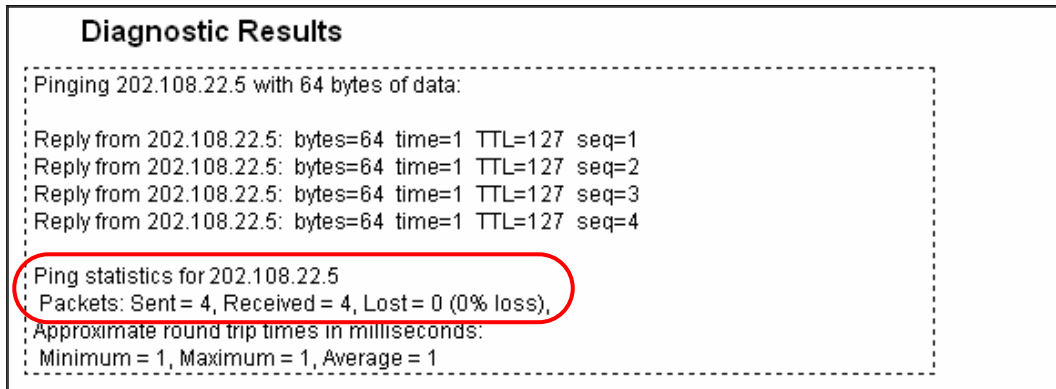 Diagnostic Results
Pinging 202.108.22.5 with 64 bytes of data:
Reply from 202.108.22.5: bytes=64 time=1 TTL=127 seq=1
Reply from 202.108.22.5: bytes=64 time=1 TTL=127 seq=2
Reply from 202.108.22.5: bytes=64 time=1 TTL=127 seq=3
Reply from 202.108.22.5: bytes=64 time=1 TTL=127 seq=4
Ping statistics for 202.108.22.5
Packets: Sent = 4, Received = 4, Lost = 0 (0% loss),
Approximate round trip times in milliseconds:
Minimum = 1, Maximum = 1, Average = 1